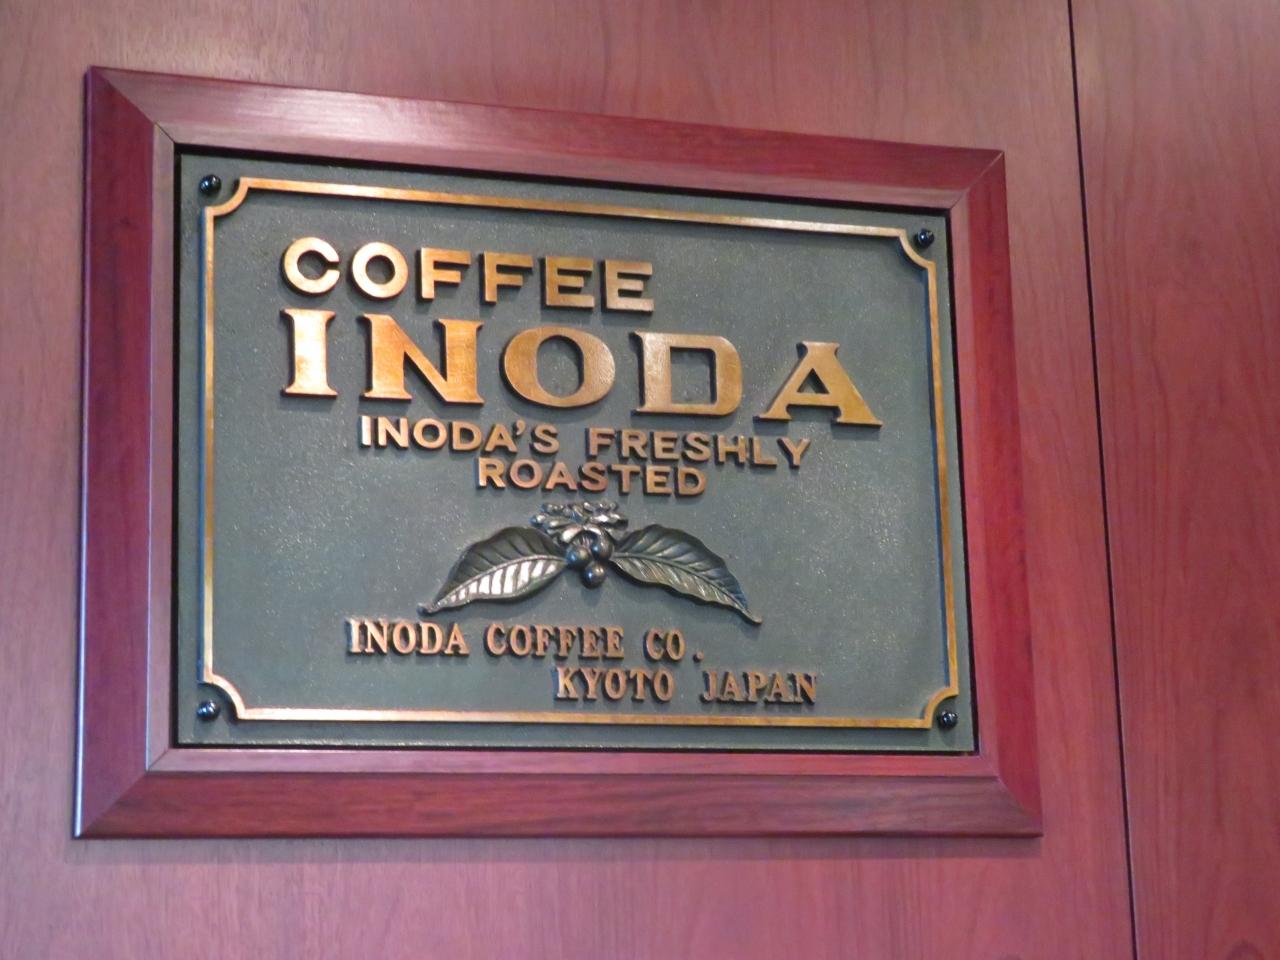 COFFEE
INODA
INODA'S FRESHLY
ROASTED
INODA COFFEE CO.
KYOTO JAPAN